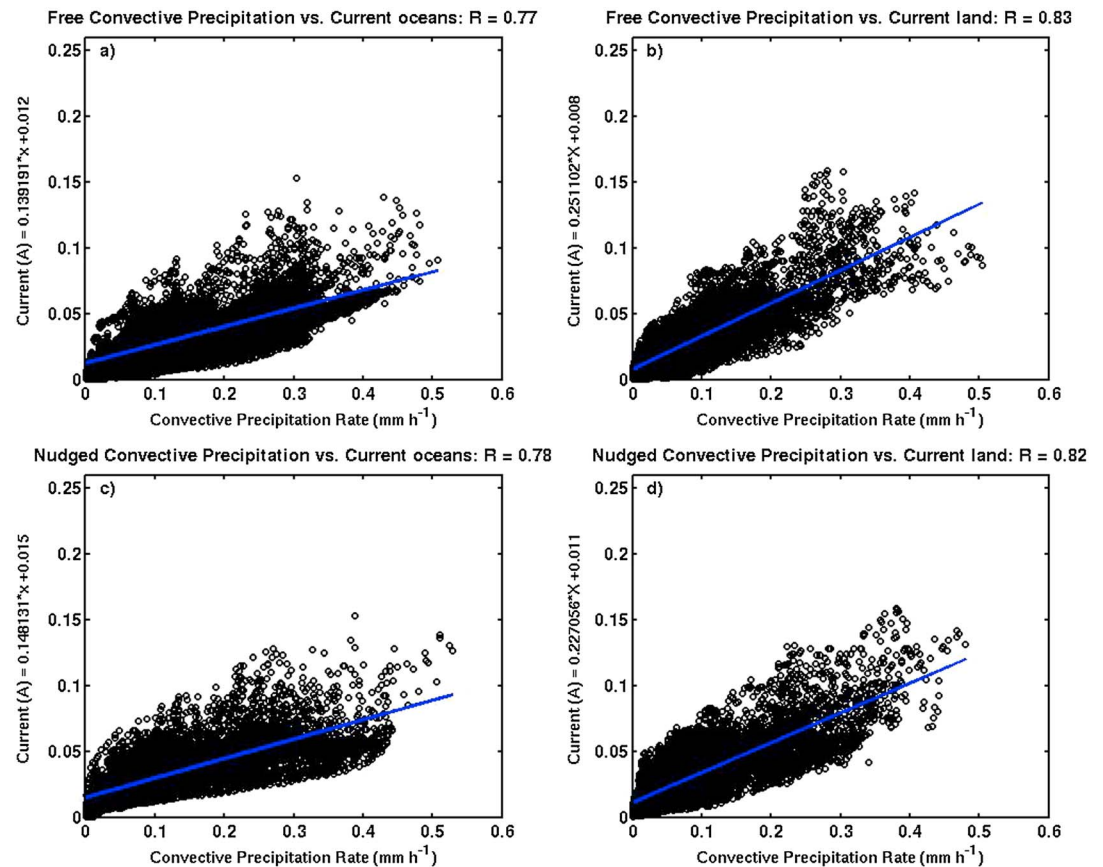 Free Convective Precipitation vs. Current oceans: R = 0.77
a)
Current (A) = 0.139191*x +0.012
0.25
0.2
0.15
0.1
0.05
0
0 0.1 0.2 0.3 0.4 0.5 0.6
Convective Precipitation Rate (mm h-1)
Free Convective Precipitation vs. Current land: R = 0.83
b)
Current (A) = 0.251102*X +0.008
0.25
0.2
0.15
0.1
0.05
0
0 0.1 0.2 0.3 0.4 0.5 0.6
Convective Precipitation Rate (mm h-1)
Nudged Convective Precipitation vs. Current oceans: R = 0.78
c)
Current (A) = 0.148131*x +0.015
0.25
0.2
0.15
0.1
0.05
0
0 0.1 0.2 0.3 0.4 0.5 0.6
Convective Precipitation Rate (mm h-1)
Nudged Convective Precipitation vs. Current land: R = 0.82
d)
Current (A) = 0.227056*X +0.011
0.25
0.2
0.15
0.1
0.05
0
0 0.1 0.2 0.3 0.4 0.5 0.6
Convective Precipitation Rate (mm h-1)